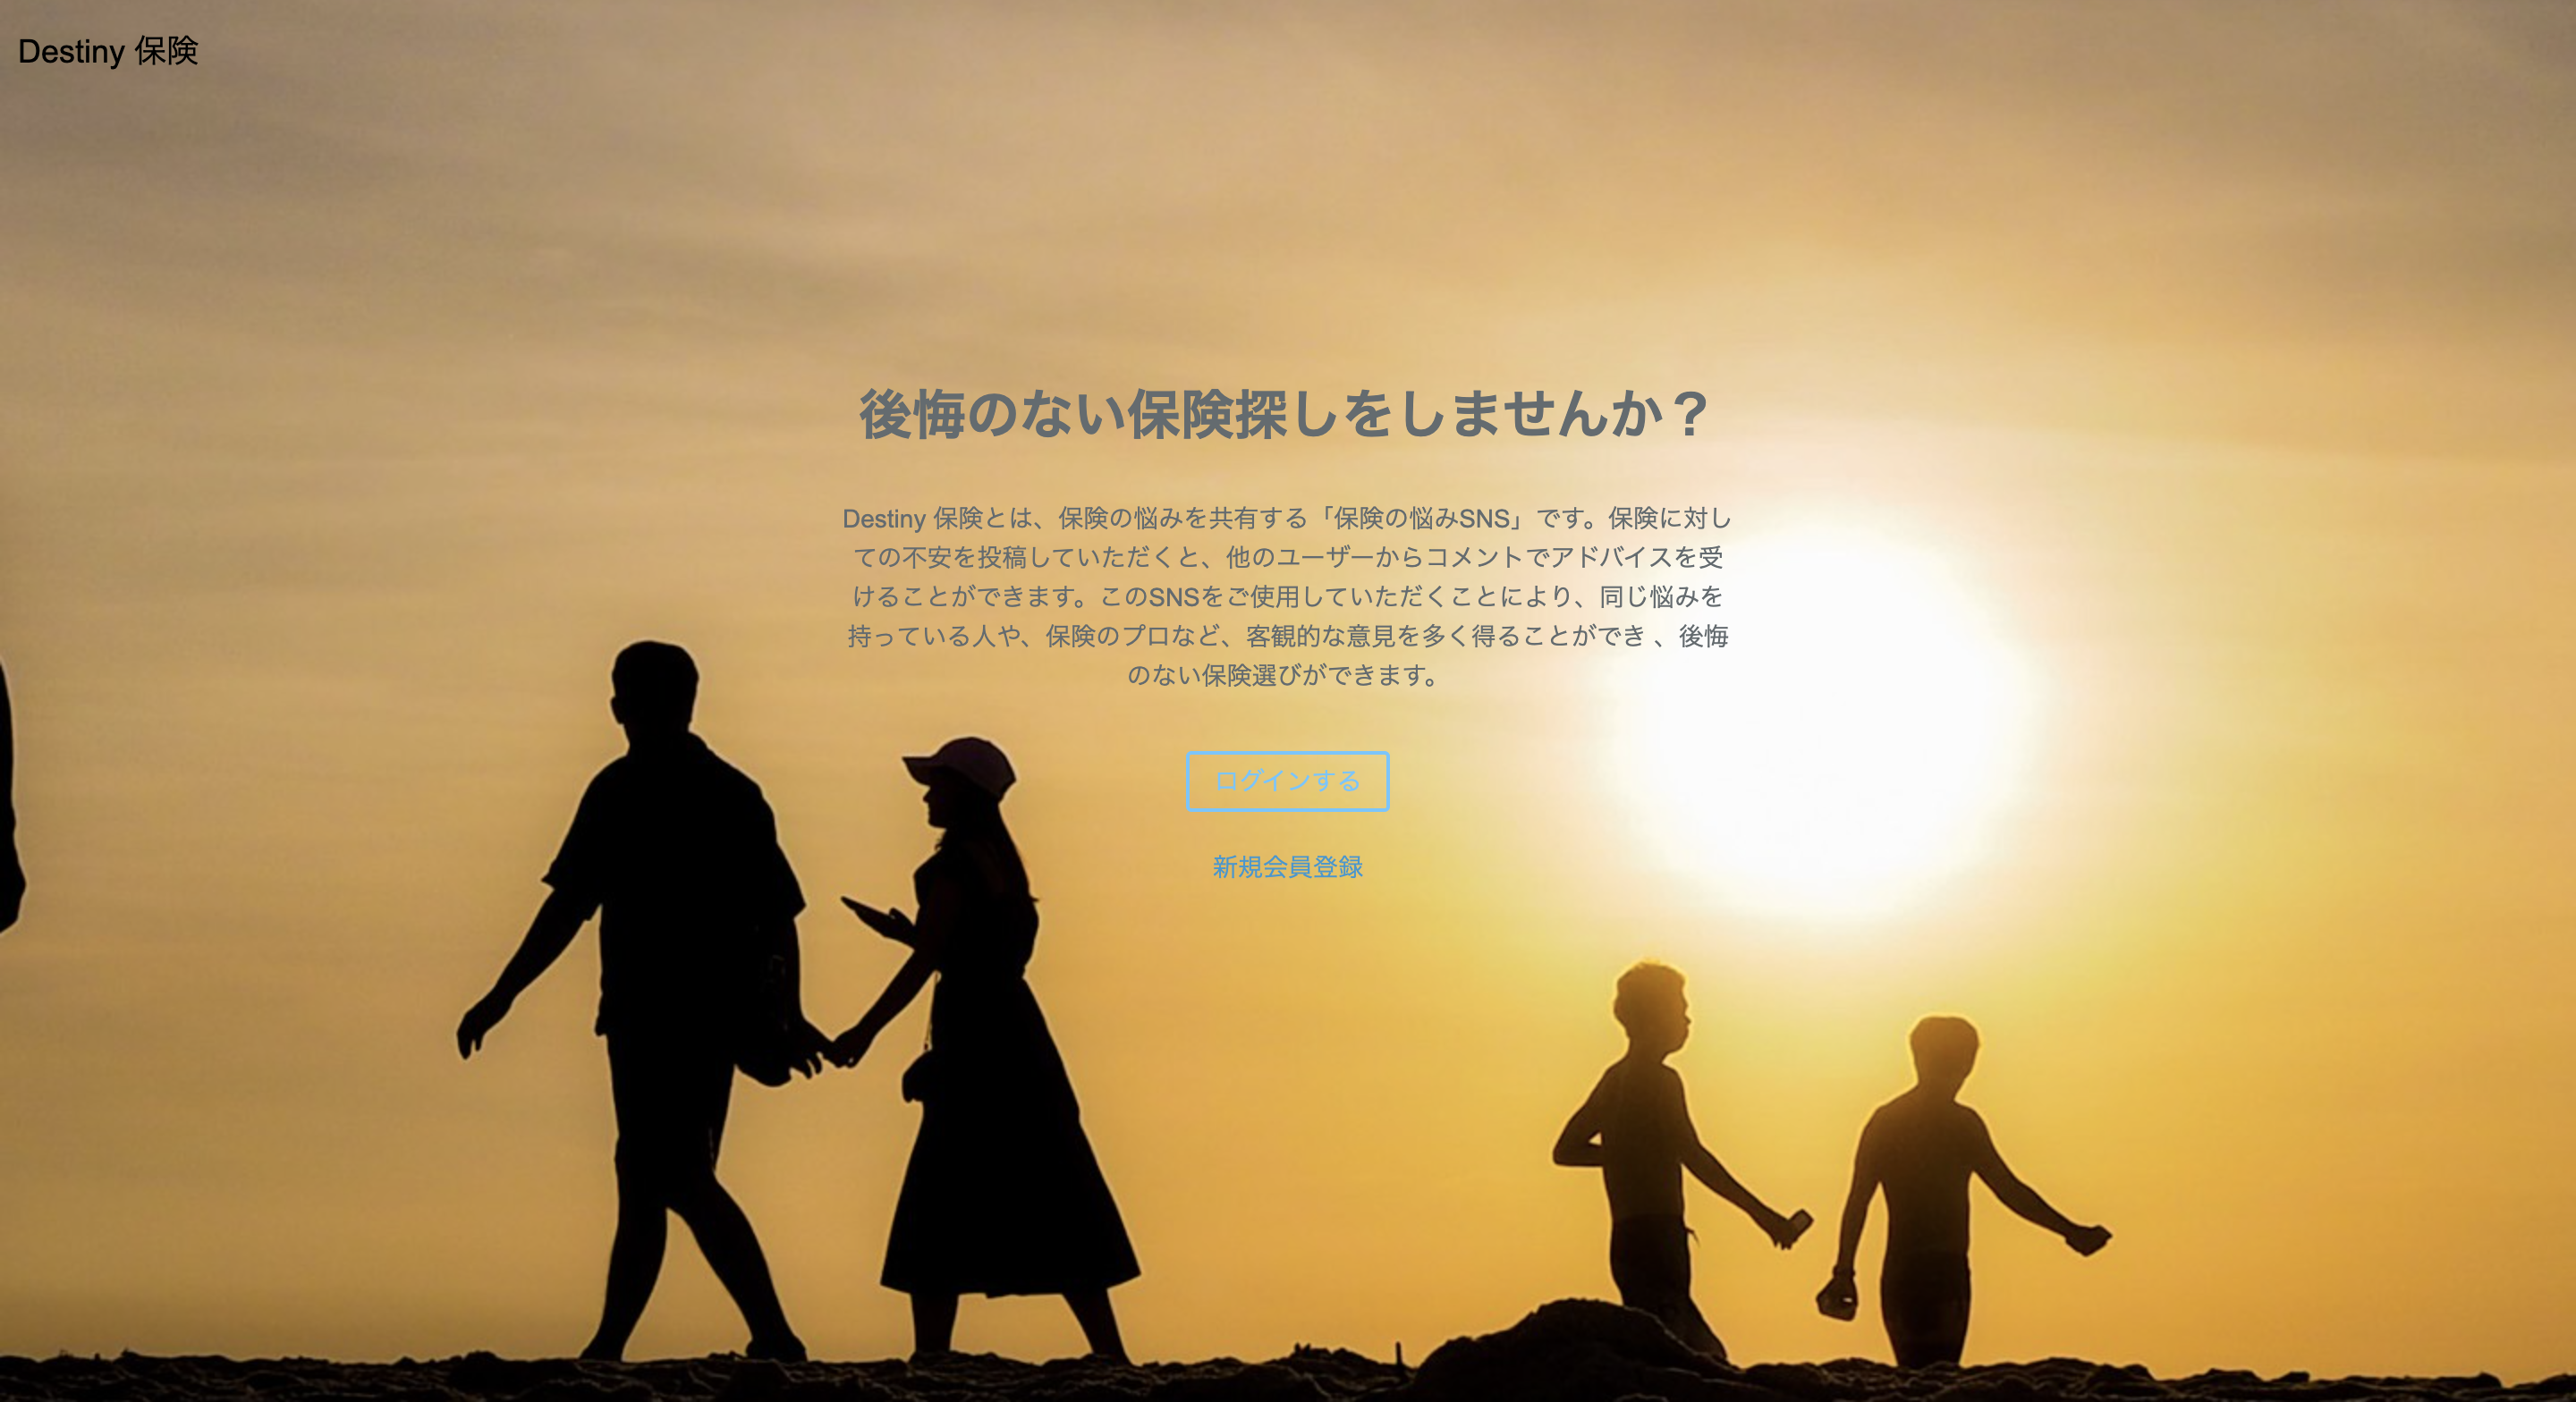 Destiny 保険
後悔のない保険探しをしませんか？
Destiny 保険とは、保険の悩みを共有する「保険の悩みSNS」です。保険に対し
ての不安を投稿していただくと、他のユーザーからコメントでアドバイスを受
けることができます。このSNSをご使用していただくことにより、同じ悩みを
持っている人や、保険のプロなど、客観的な意見を多く得ることができ 、後悔
のない保険選びができます。
ログインする
新規会員登録